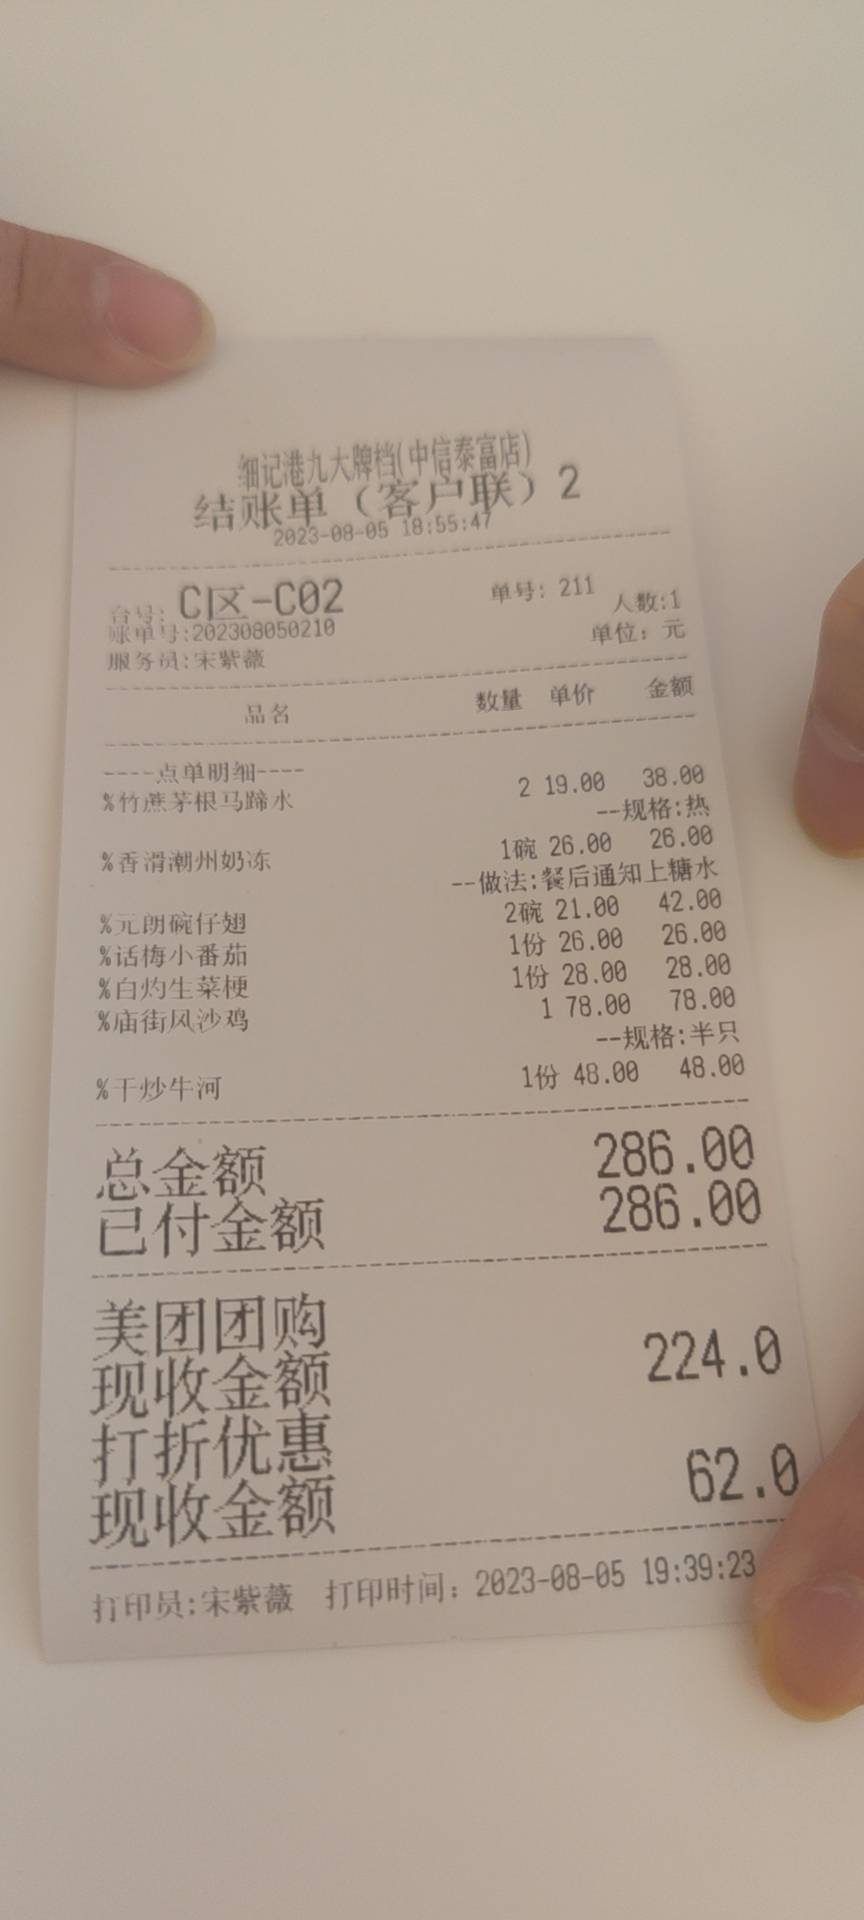 细记港九大牌档(中信泰富店)
结账单（客户联）2
2023-08-05 18:55:47
台号: C区-C02 单号: 211
账单号:202308050210 人数:1
服务员:宋紫薇 单位: 元
品名 数量 单价 金额
----点单明细----
%竹蔗茅根马蹄水 2 19.00 38.00
--规格:热
%香滑潮州奶冻 1碗 26.00 26.00
--做法:餐后通知上糖水
%元朗碗仔翅 2碗 21.00 42.00
%话梅小番茄 1份 26.00 26.00
%白灼生菜梗 1份 28.00 28.00
%庙街风沙鸡 1 78.00 78.00
--规格:半只
%干炒牛河 1份 48.00 48.00
总金额 286.00
已付金额 286.00
美团团购
现收金额 224.0
打折优惠
现收金额 62.0
打印员:宋紫薇 打印时间: 2023-08-05 19:39:23